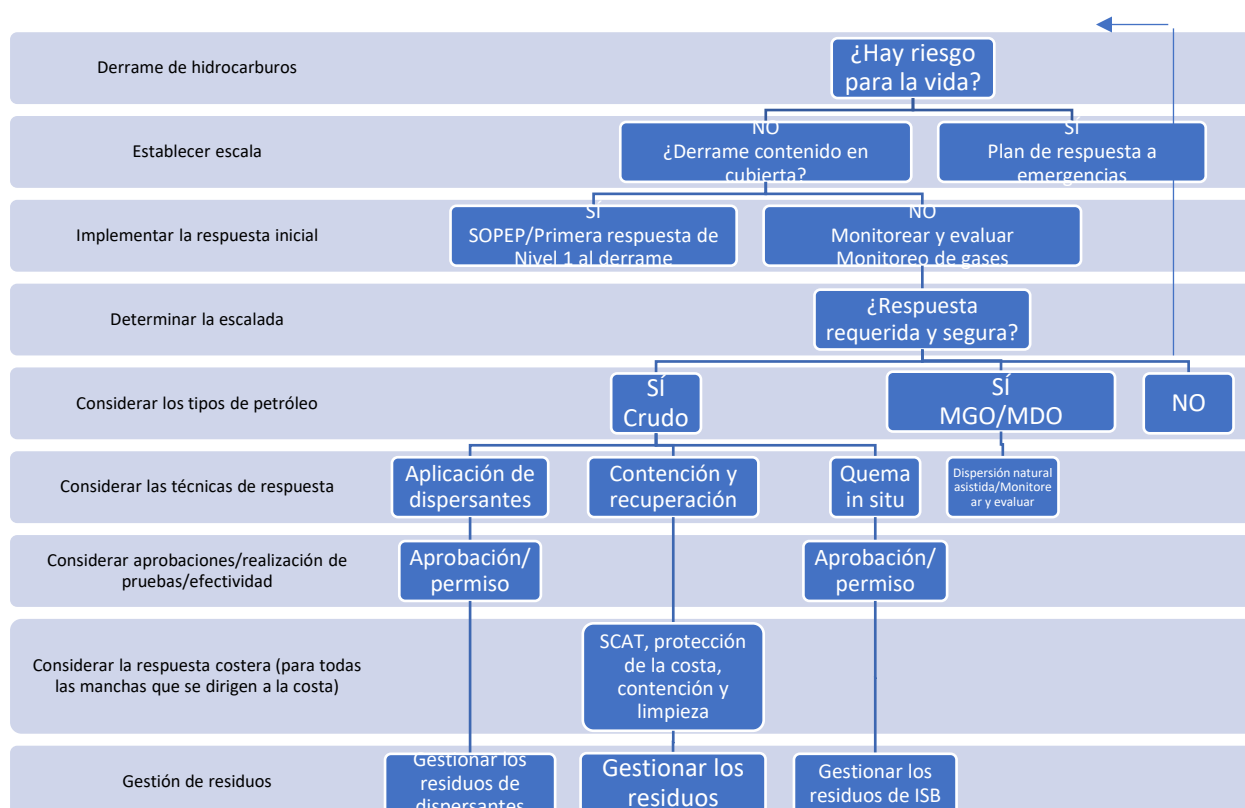 Derrame de hidrocarburos
¿Hay riesgo
para la vida?
Establecer escala
NO
¿Derrame contenido en
cubierta?
SÍ
Plan de respuesta a
emergencias
Implementar la respuesta inicial
SÍ
SOPEP/Primera respuesta de
Nivel 1 al derrame
NO
Monitorear y evaluar
Monitoreo de gases
Determinar la escalada
¿Respuesta
requerida y segura?
Considerar los tipos de petróleo
SÍ
Crudo
SÍ
MGO/MDO
NO
Considerar las técnicas de respuesta
Aplicación de
dispersantes
Contención y
recuperación
Quema
in situ
Dispersión natural
asistida/Monitore
ar y evaluar
Considerar aprobaciones/realización de
pruebas/efectividad
Aprobación/
permiso
Aprobación/
permiso
Considerar la respuesta costera (para todas
las manchas que se dirigen a la costa)
SCAT, protección
de la costa,
contención y
limpieza
Gestión de residuos
Gestionar los
residuos de
dispersantes
Gestionar los
residuos
Gestionar los
residuos de ISB